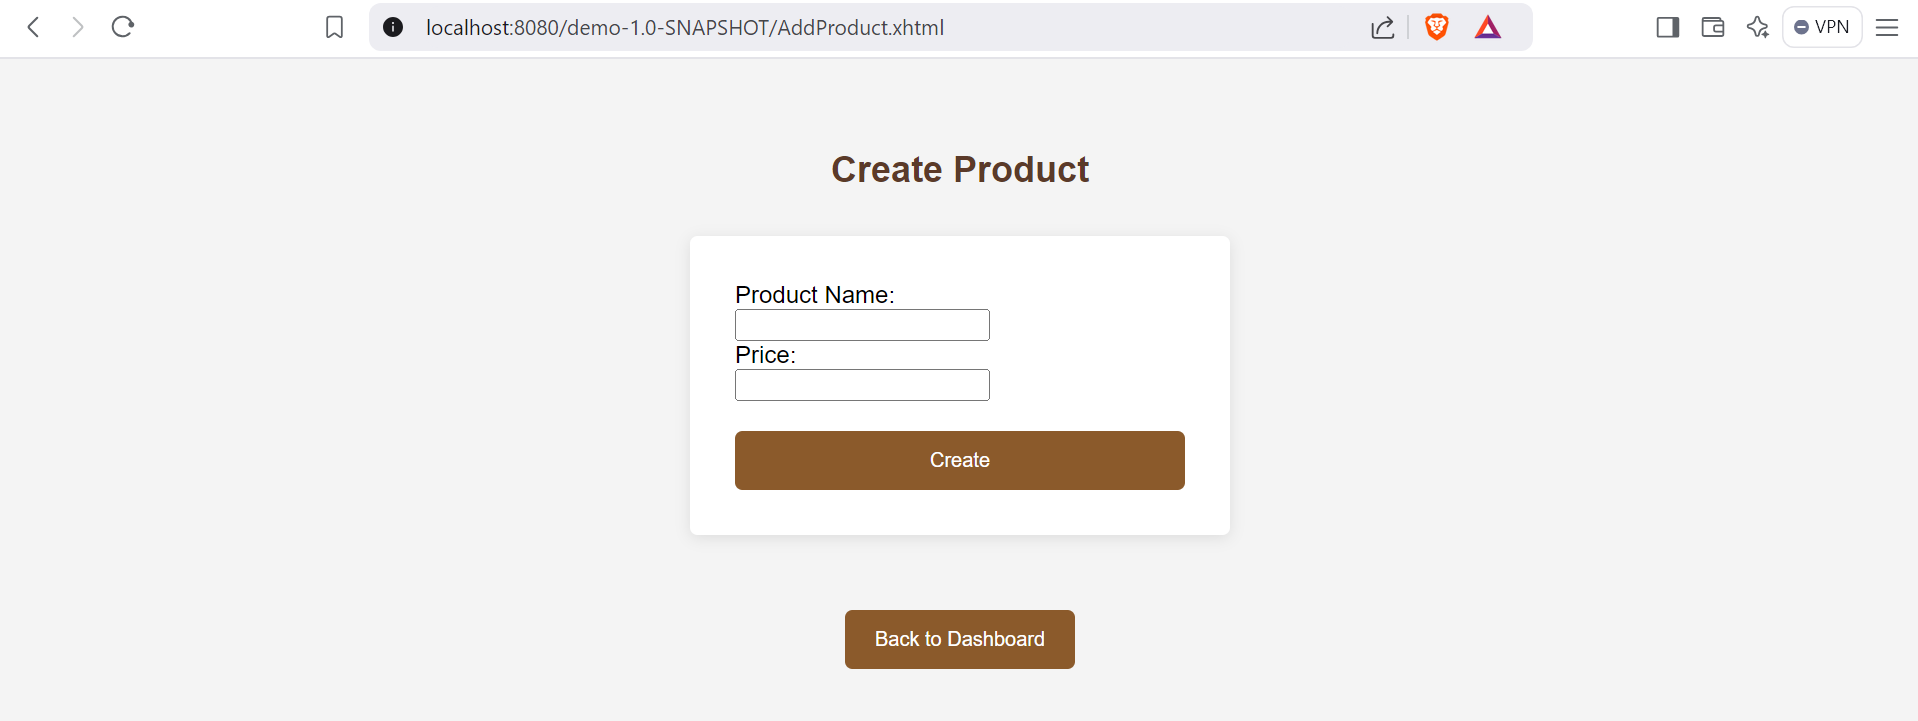 localhost:8080/demo-1.0-SNAPSHOT/AddProduct.xhtml
VPN
Create Product
Product Name:
Price:
Create
Back to Dashboard